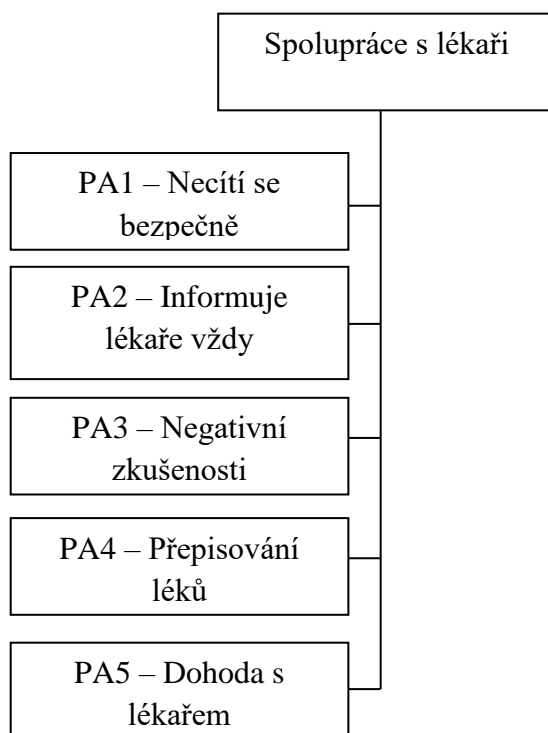 Spolupráce s lékaři
PA1 – Necítí se
bezpečně
PA2 – Informuje
lékaře vždy
PA3 – Negativní
zkušenosti
PA4 – Přepisování
léků
PA5 – Dohoda s
lékařem